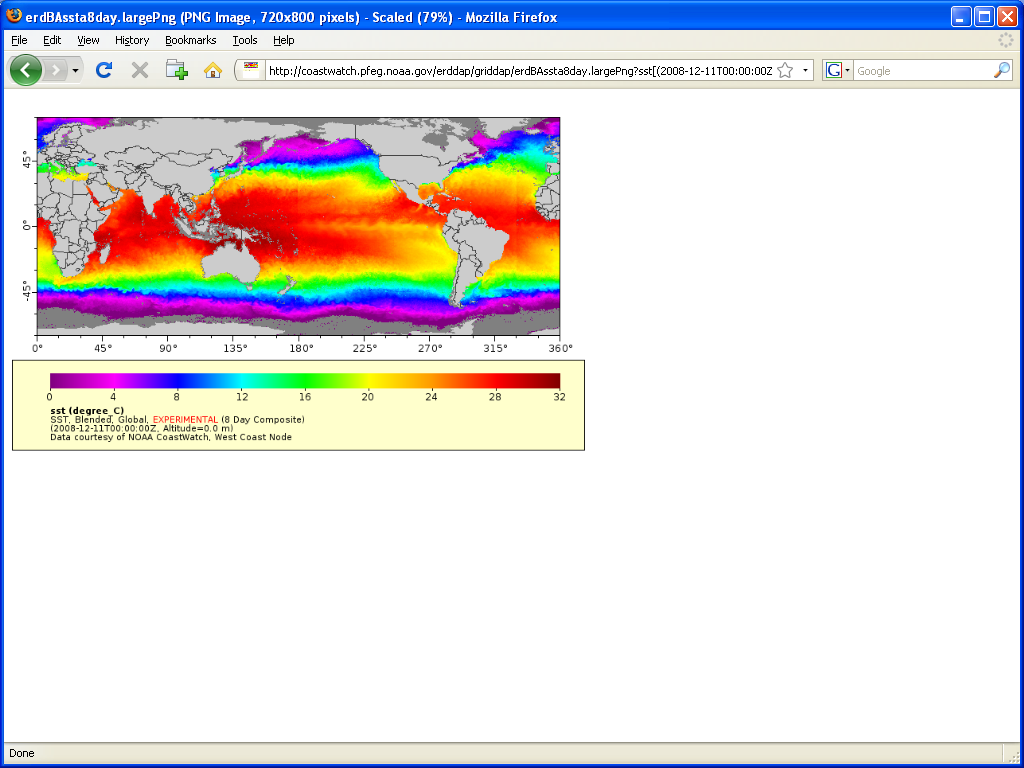 erdBAssta8day.largePng (PNG Image, 720x800 pixels) - Scaled (79%) - Mozilla Firefox
File Edit View History Bookmarks Tools Help
http://coastwatch.pfeg.noaa.gov/erddap/griddap/erdBAssta8day.largePng?sst[(2008-12-11T00:00:00Z
G Google
45°
0°
-45°
0° 45° 90° 135° 180° 225° 270° 315° 360°
0 4 8 12 16 20 24 28 32
sst (degree_C)
SST, Blended, Global, EXPERIMENTAL (8 Day Composite)
(2008-12-11T00:00:00Z, Altitude=0.0 m)
Data courtesy of NOAA CoastWatch, West Coast Node
Done